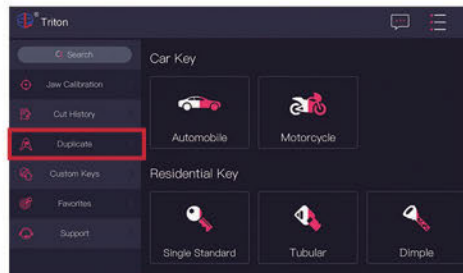 Triton
Search
Jaw Calibration
Cut History
Duplicate
Custom Keys
Favorites
Support
Car Key
Automobile
Motorcycle
Residential Key
Single Standard
Tubular
Dimple